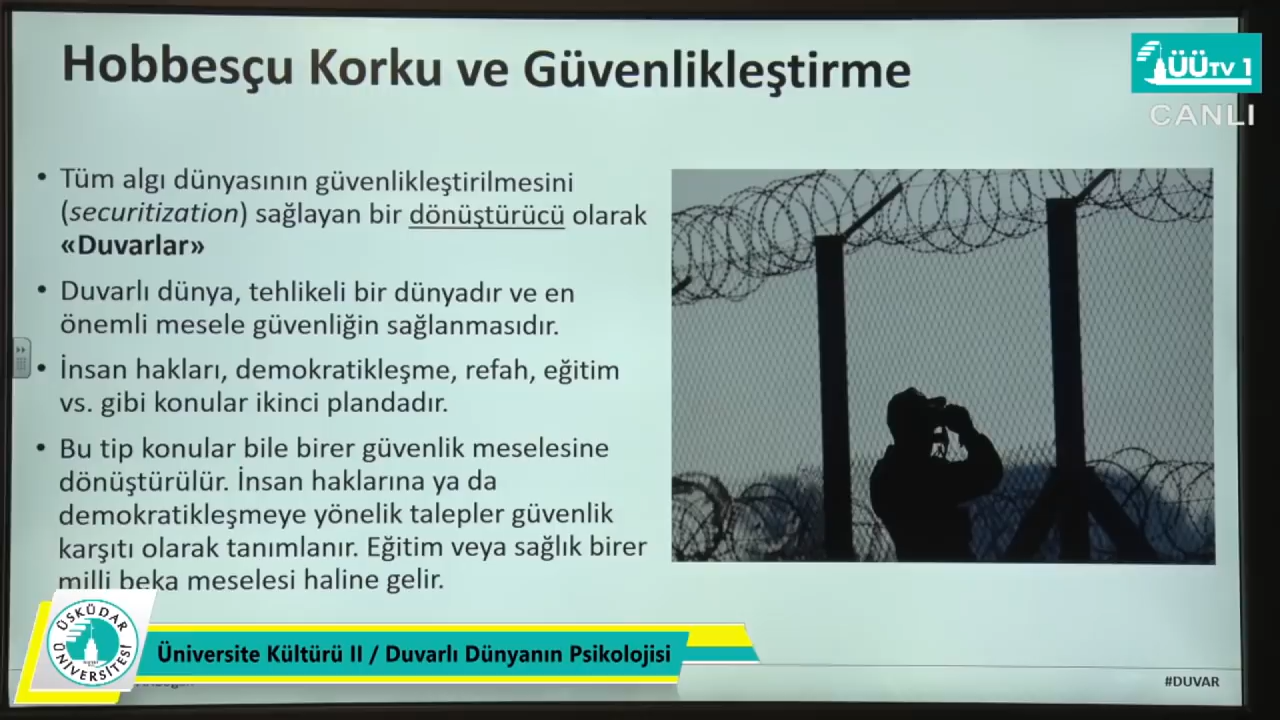 Hobbesçu Korku ve Güvenlikleştirme
ÜÜTV 1
CANLI
• Tüm algı dünyasının güvenlikleştirilmesini
(securitization) sağlayan bir dönüştürücü olarak
«Duvarlar»
• Duvarlı dünya, tehlikeli bir dünyadır ve en
önemli mesele güvenliğin sağlanmasıdır.
• İnsan hakları, demokratikleşme, refah, eğitim
vs. gibi konular ikinci plandadır.
• Bu tip konular bile birer güvenlik meselesine
dönüştürülür. İnsan haklarına ya da
demokratikleşmeye yönelik talepler güvenlik
karşıtı olarak tanımlanır. Eğitim veya sağlık birer
milli beka meselesi haline gelir.
ÜSKÜDAR
ÜNİVERSİTESİ
Üniversite Kültürü II / Duvarlı Dünyanın Psikolojisi
#DUVAR